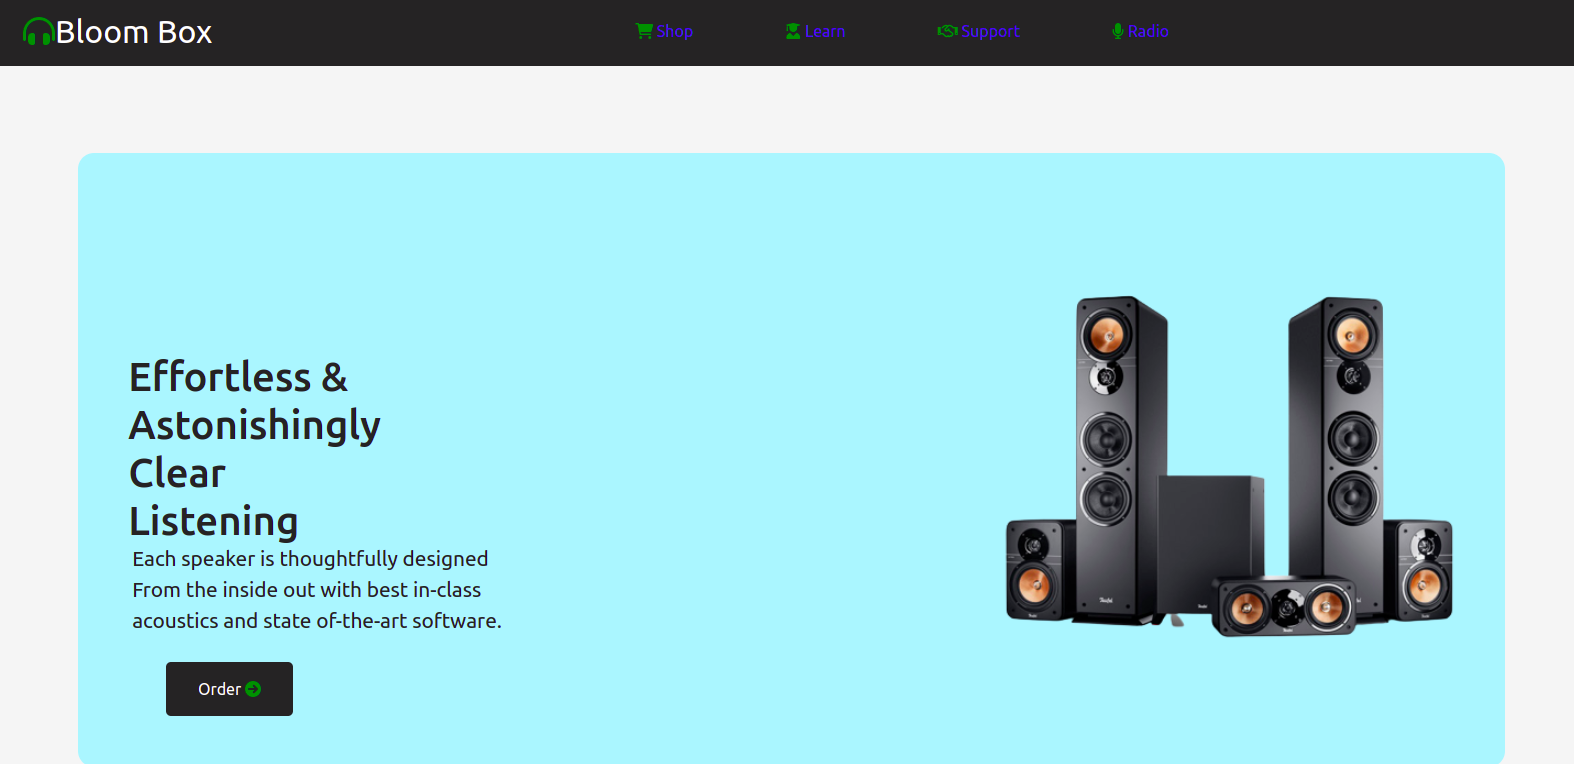 Bloom Box
Shop
Learn
Support
Radio
Effortless &
Astonishingly
Clear
Listening
Each speaker is thoughtfully designed
From the inside out with best in-class
acoustics and state of-the-art software.
Order